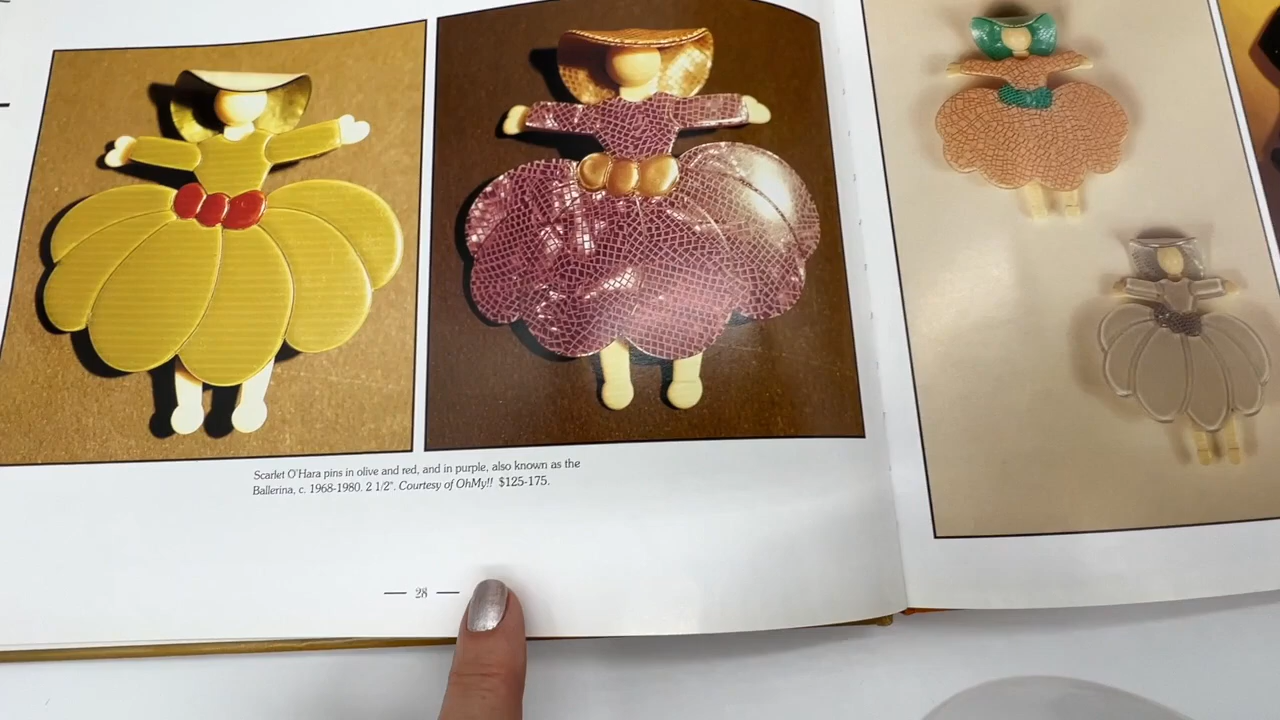 Scarlet O'Hara pins in olive and red, and in purple, also known as the
Ballerina, c. 1968-1980. 2 1/2". Courtesy of OhMy!! $125-175.
— 28 —